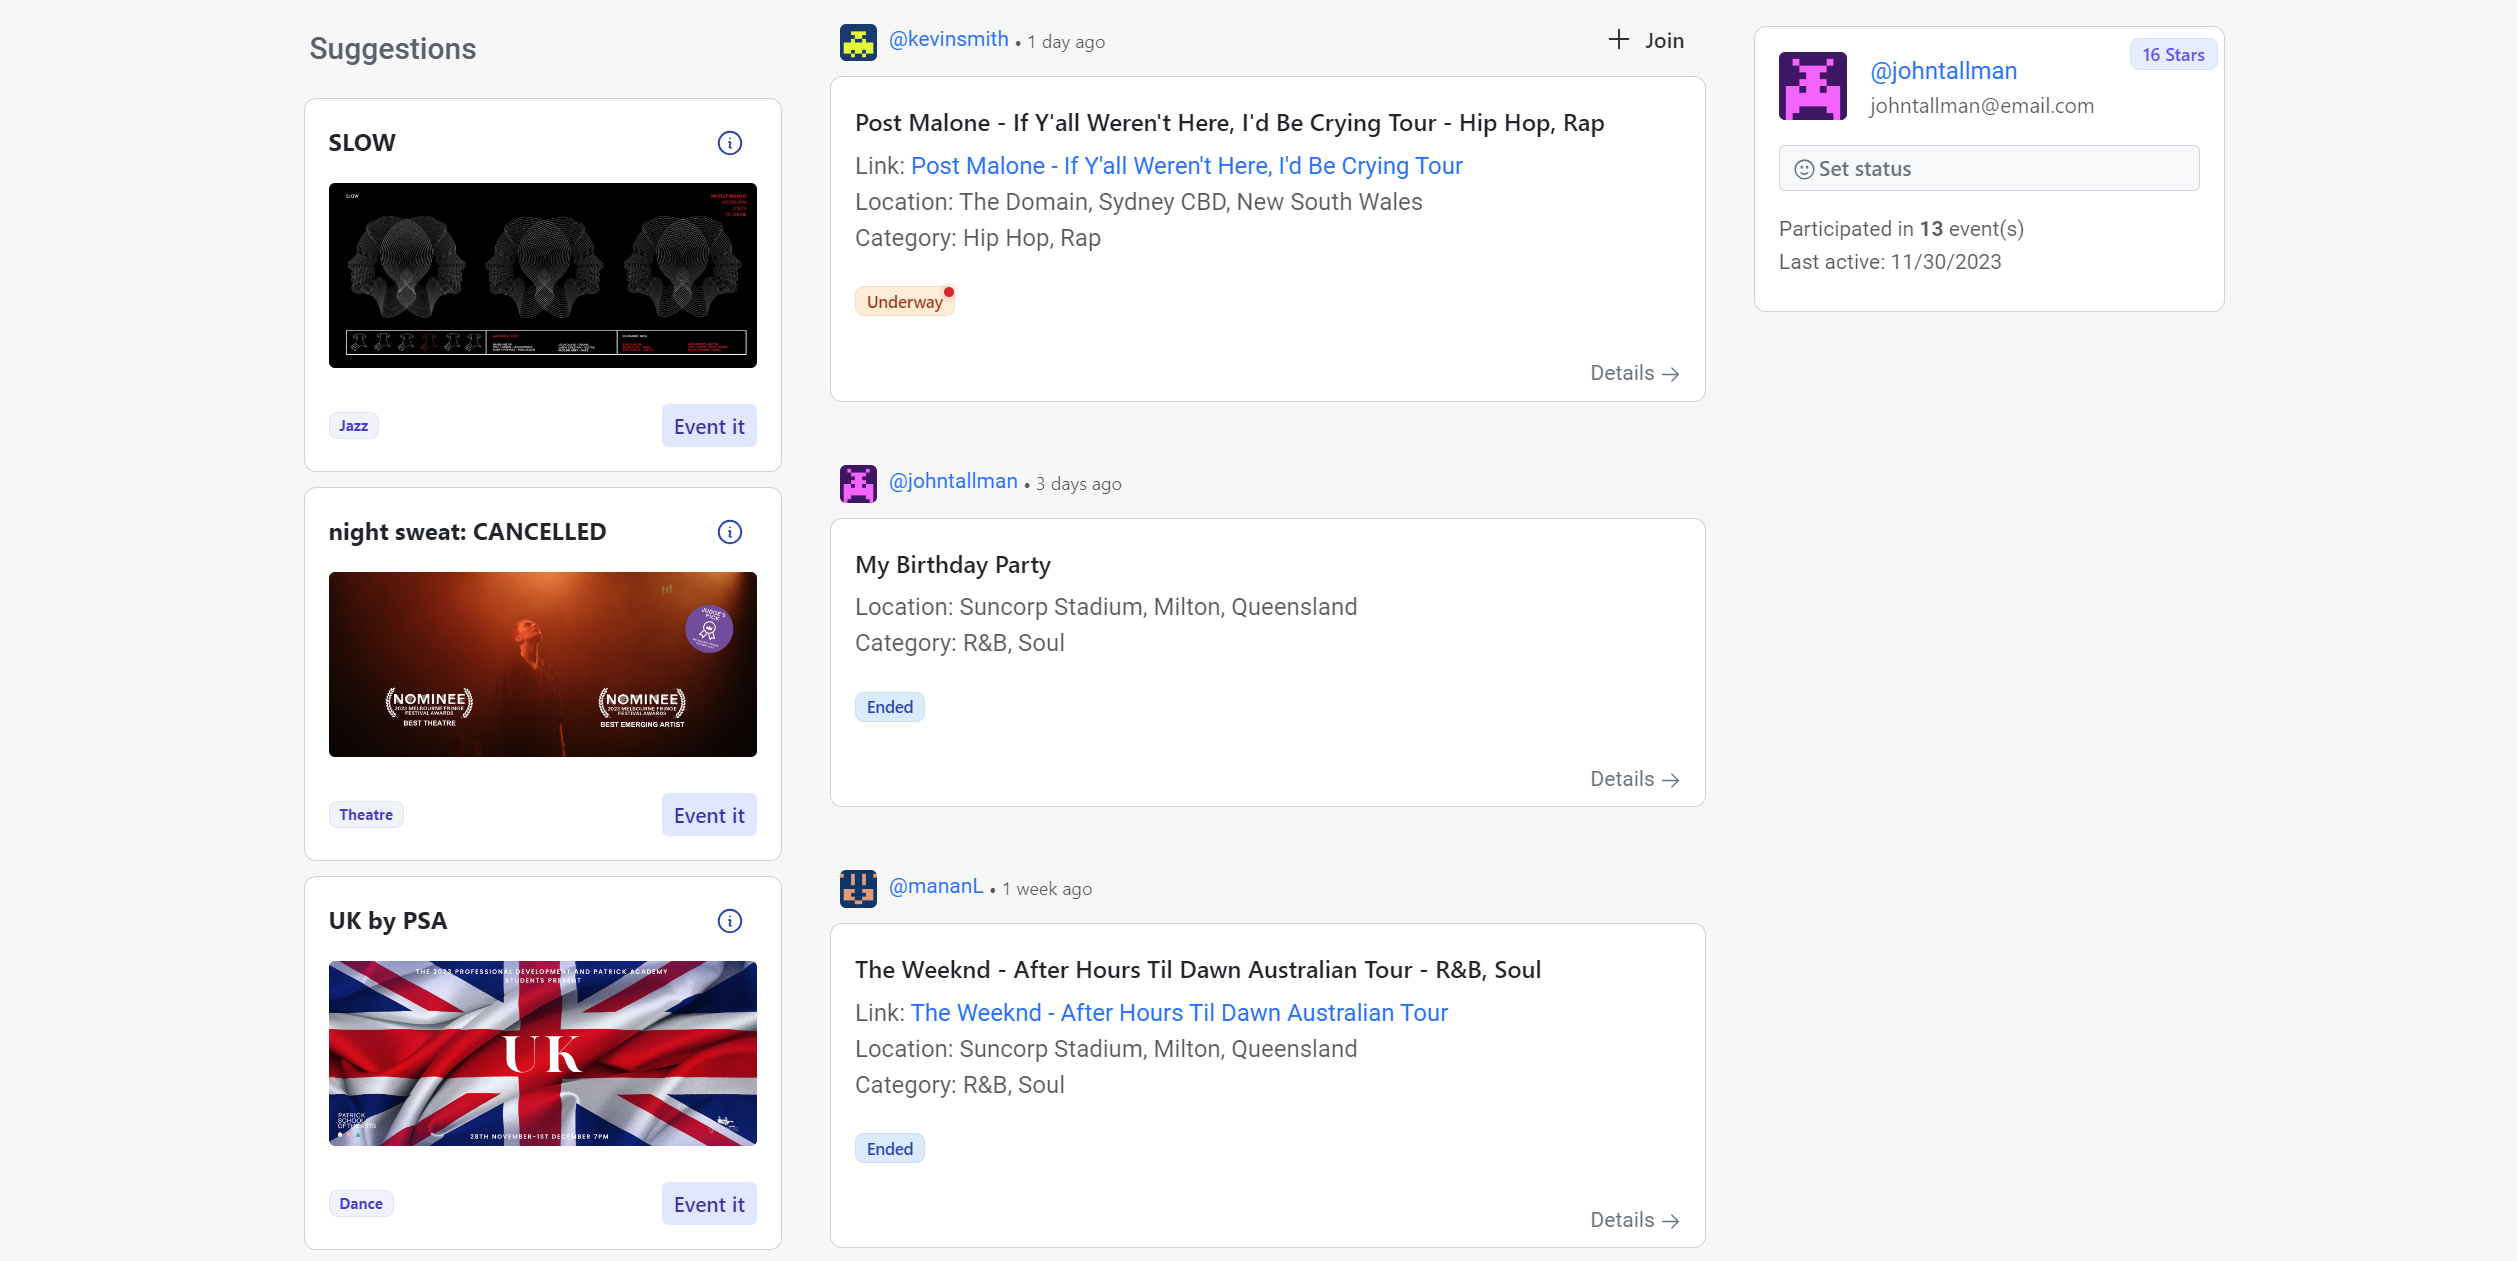 Suggestions
SLOW
SLOW
Jazz
Event it
night sweat: CANCELLED
JUDGE'S
PICK
NOMINEE
2023 MELBOURNE FRINGE
FESTIVAL AWARDS
BEST THEATRE
NOMINEE
2023 MELBOURNE FRINGE
FESTIVAL AWARDS
BEST EMERGING ARTIST
Theatre
Event it
UK by PSA
THE 2023 PROFESSIONAL DEVELOPMENT AND PATRICK ACADEMY
STUDENTS PRESENT
UK
PATRICK
SCHOOL
OF THE ARTS
28TH NOVEMBER-1ST DECEMBER 7PM
Dance
Event it
@kevinsmith • 1 day ago
Join
Post Malone - If Y'all Weren't Here, I'd Be Crying Tour - Hip Hop, Rap
Link: Post Malone - If Y'all Weren't Here, I'd Be Crying Tour
Location: The Domain, Sydney CBD, New South Wales
Category: Hip Hop, Rap
Underway
Details →
@johntallman • 3 days ago
My Birthday Party
Location: Suncorp Stadium, Milton, Queensland
Category: R&B, Soul
Ended
Details →
@mananL • 1 week ago
The Weeknd - After Hours Til Dawn Australian Tour - R&B, Soul
Link: The Weeknd - After Hours Til Dawn Australian Tour
Location: Suncorp Stadium, Milton, Queensland
Category: R&B, Soul
Ended
Details →
16 Stars
@johntallman
johntallman@email.com
Set status
Participated in 13 event(s)
Last active: 11/30/2023